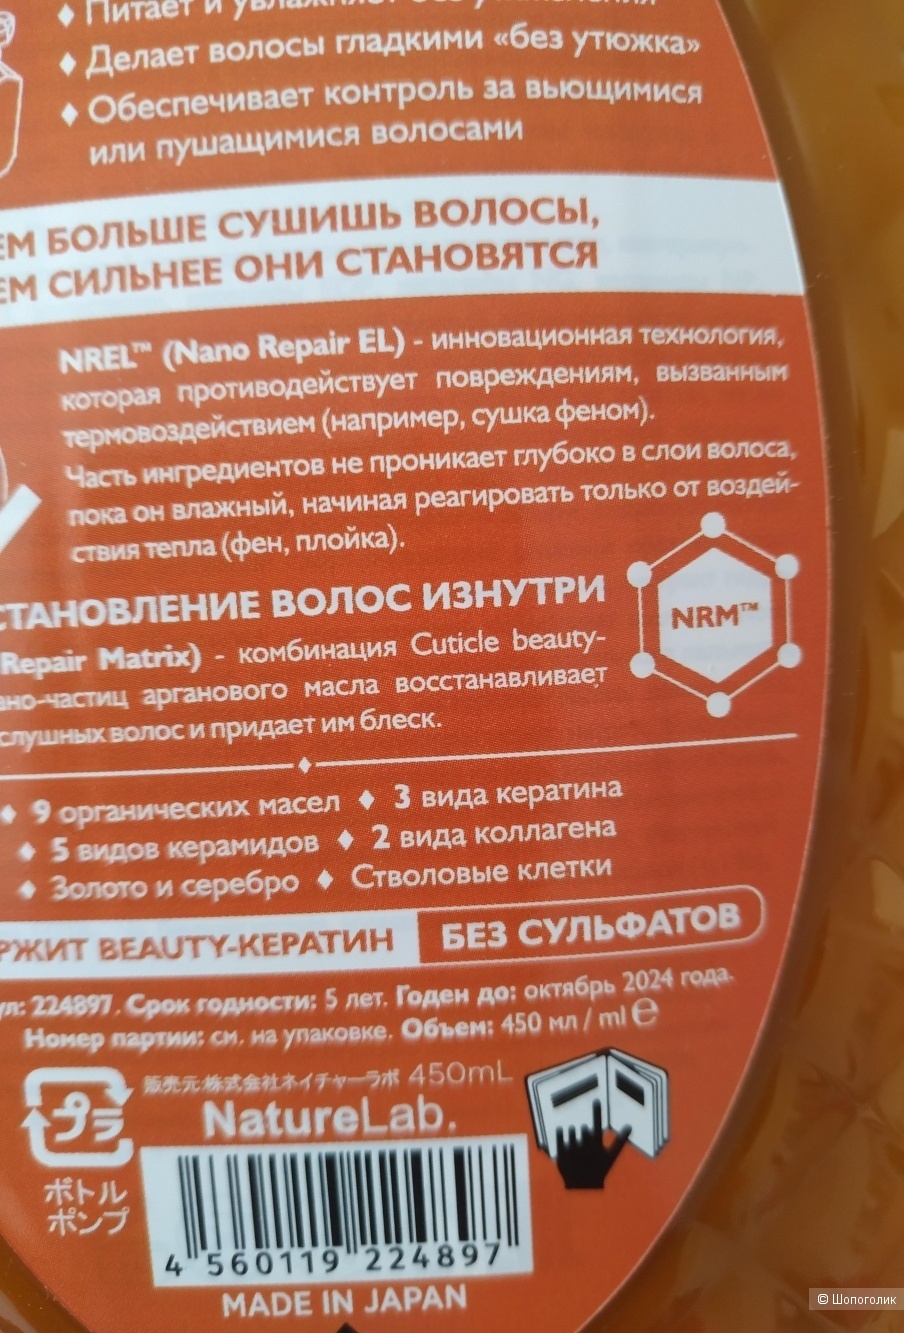 ♦ Питает и увлажняет без утяжеления
♦ Делает волосы гладкими «без утюжка»
♦ Обеспечивает контроль за вьющимися
или пушащимися волосами
ЕМ БОЛЬШЕ СУШИШЬ ВОЛОСЫ,
ЕМ СИЛЬНЕЕ ОНИ СТАНОВЯТСЯ
NREL™ (Nano Repair EL) - инновационная технология,
которая противодействует повреждениям, вызванным
термовоздействием (например, сушка феном).
Часть ингредиентов не проникает глубоко в слои волоса,
пока он влажный, начиная реагировать только от воздей-
ствия тепла (фен, плойка).
СТАНОВЛЕНИЕ ВОЛОС ИЗНУТРИ
NRM™
Repair Matrix) - комбинация Cuticle beauty-
ано-частиц арганового масла восстанавливает
слушных волос и придает им блеск.
♦ 9 органических масел ♦ 3 вида кератина
♦ 5 видов керамидов ♦ 2 вида коллагена
♦ Золото и серебро ♦ Стволовые клетки
РЖИТ BEAUTY-КЕРАТИН БЕЗ СУЛЬФАТОВ
ул: 224897. Срок годности: 5 лет. Годен до: октябрь 2024 года.
Номер партии: см. на упаковке. Объем: 450 мл / ml ℮
販売元:株式会社ネイチャーラボ 450mL
NatureLab.
プラ
ボトル
ポンプ
4 560119 224897
MADE IN JAPAN
© Шопоголик